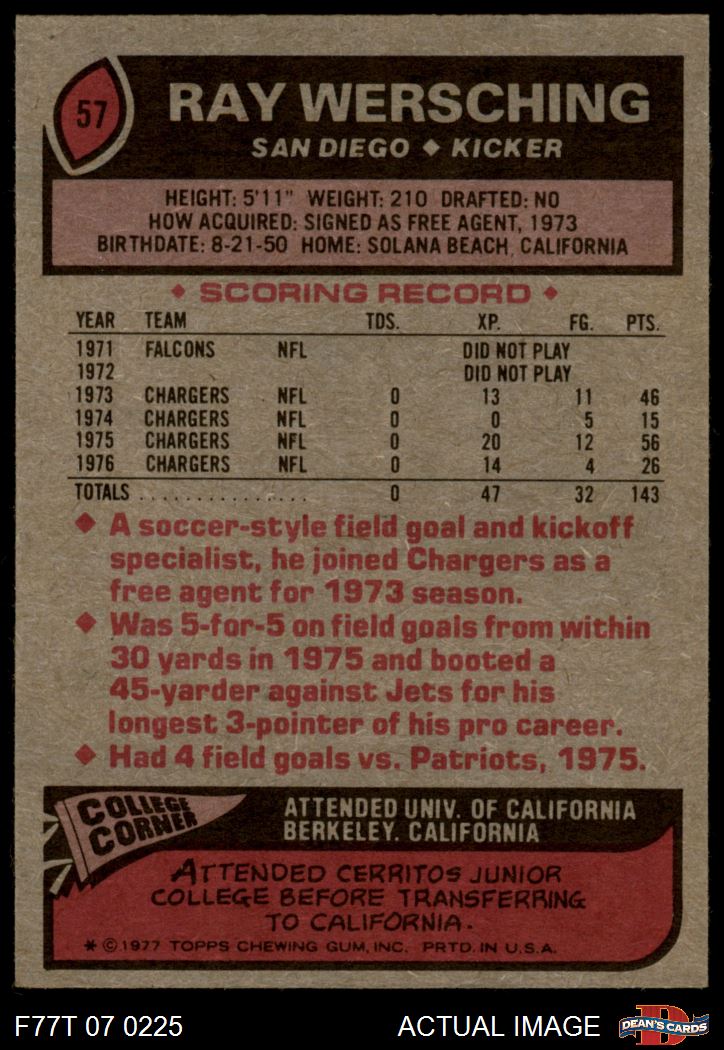 57
RAY WERSCHING
SAN DIEGO ◆ KICKER
HEIGHT: 5'11" WEIGHT: 210 DRAFTED: NO
HOW ACQUIRED: SIGNED AS FREE AGENT, 1973
BIRTHDATE: 8-21-50 HOME: SOLANA BEACH, CALIFORNIA
◆ SCORING RECORD ◆
YEAR TEAM TDS. XP. FG. PTS.
1971 FALCONS NFL DID NOT PLAY
1972 DID NOT PLAY
1973 CHARGERS NFL 0 13 11 46
1974 CHARGERS NFL 0 0 5 15
1975 CHARGERS NFL 0 20 12 56
1976 CHARGERS NFL 0 14 4 26
TOTALS . . . . . . . . . . . . . . . 0 47 32 143
◆ A soccer-style field goal and kickoff
specialist, he joined Chargers as a
free agent for 1973 season.
◆ Was 5-for-5 on field goals from within
30 yards in 1975 and booted a
45-yarder against Jets for his
longest 3-pointer of his pro career.
◆ Had 4 field goals vs. Patriots, 1975.
COLLEGE
CORNER
ATTENDED UNIV. OF CALIFORNIA
BERKELEY, CALIFORNIA
ATTENDED CERRITOS JUNIOR
COLLEGE BEFORE TRANSFERRING
TO CALIFORNIA.
* © 1977 TOPPS CHEWING GUM, INC. PRTD. IN U.S.A.
F77T 07 0225
ACTUAL IMAGE
D
DEAN'S CARDS